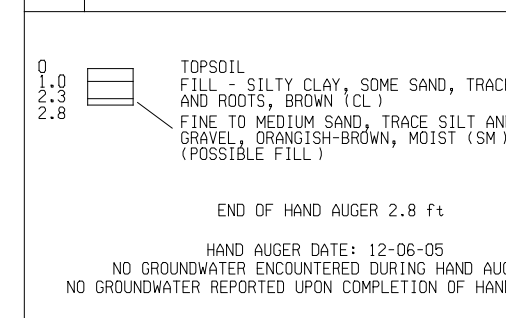 0
1.0
2.3
2.8
TOPSOIL
FILL - SILTY CLAY, SOME SAND, TRACE
AND ROOTS, BROWN (CL)
FINE TO MEDIUM SAND, TRACE SILT AND
GRAVEL, ORANGISH-BROWN, MOIST (SM)
(POSSIBLE FILL)
END OF HAND AUGER 2.8 ft
HAND AUGER DATE: 12-06-05
NO GROUNDWATER ENCOUNTERED DURING HAND AUG
NO GROUNDWATER REPORTED UPON COMPLETION OF HAN